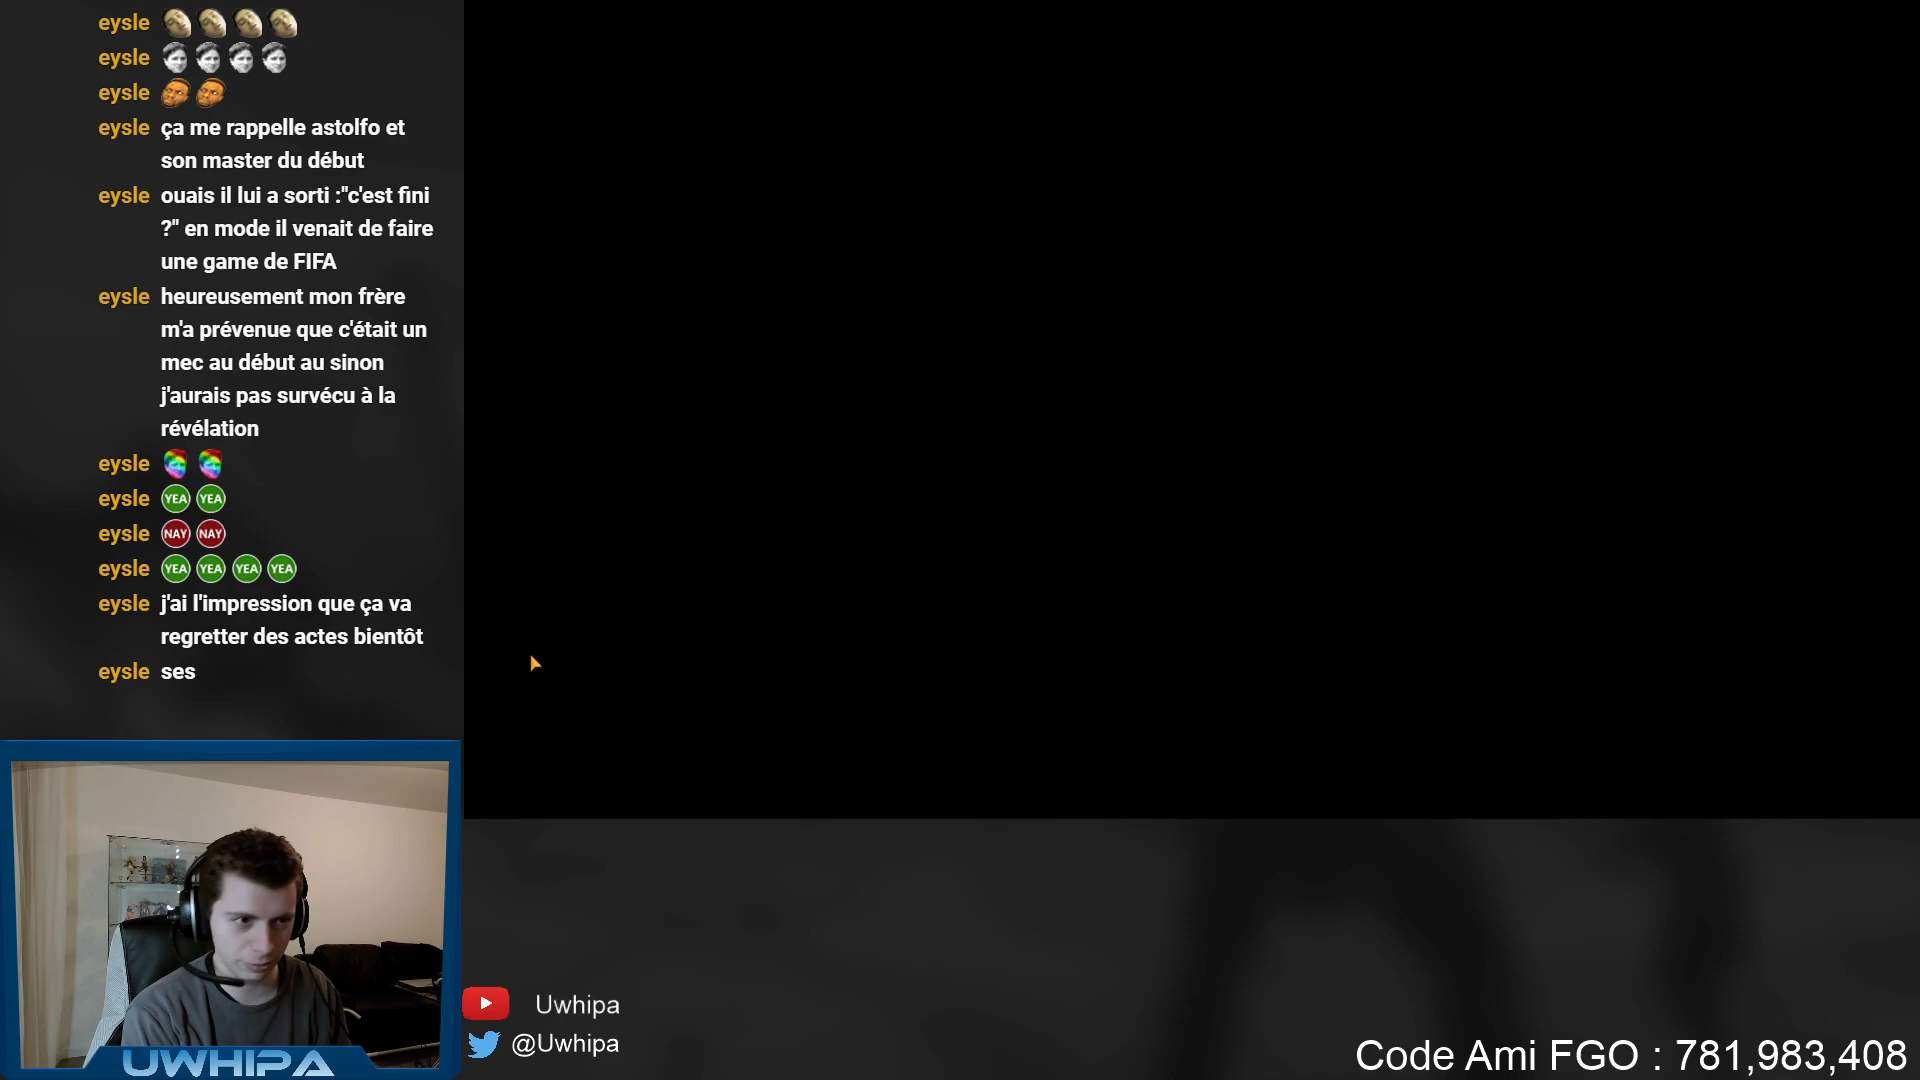 eysle
eysle
eysle
eysle ça me rappelle astolfo et
son master du début
eysle ouais il lui a sorti :"c'est fini
?" en mode il venait de faire
une game de FIFA
eysle heureusement mon frère
m'a prévenue que c'était un
mec au début au sinon
j'aurais pas survécu à la
révélation
eysle
eysle YEA YEA
eysle NAY NAY
eysle YEA YEA YEA YEA
eysle j'ai l'impression que ça va
regretter des actes bientôt
eysle ses
UWHIPA
Uwhipa
@Uwhipa
Code Ami FGO : 781,983,408